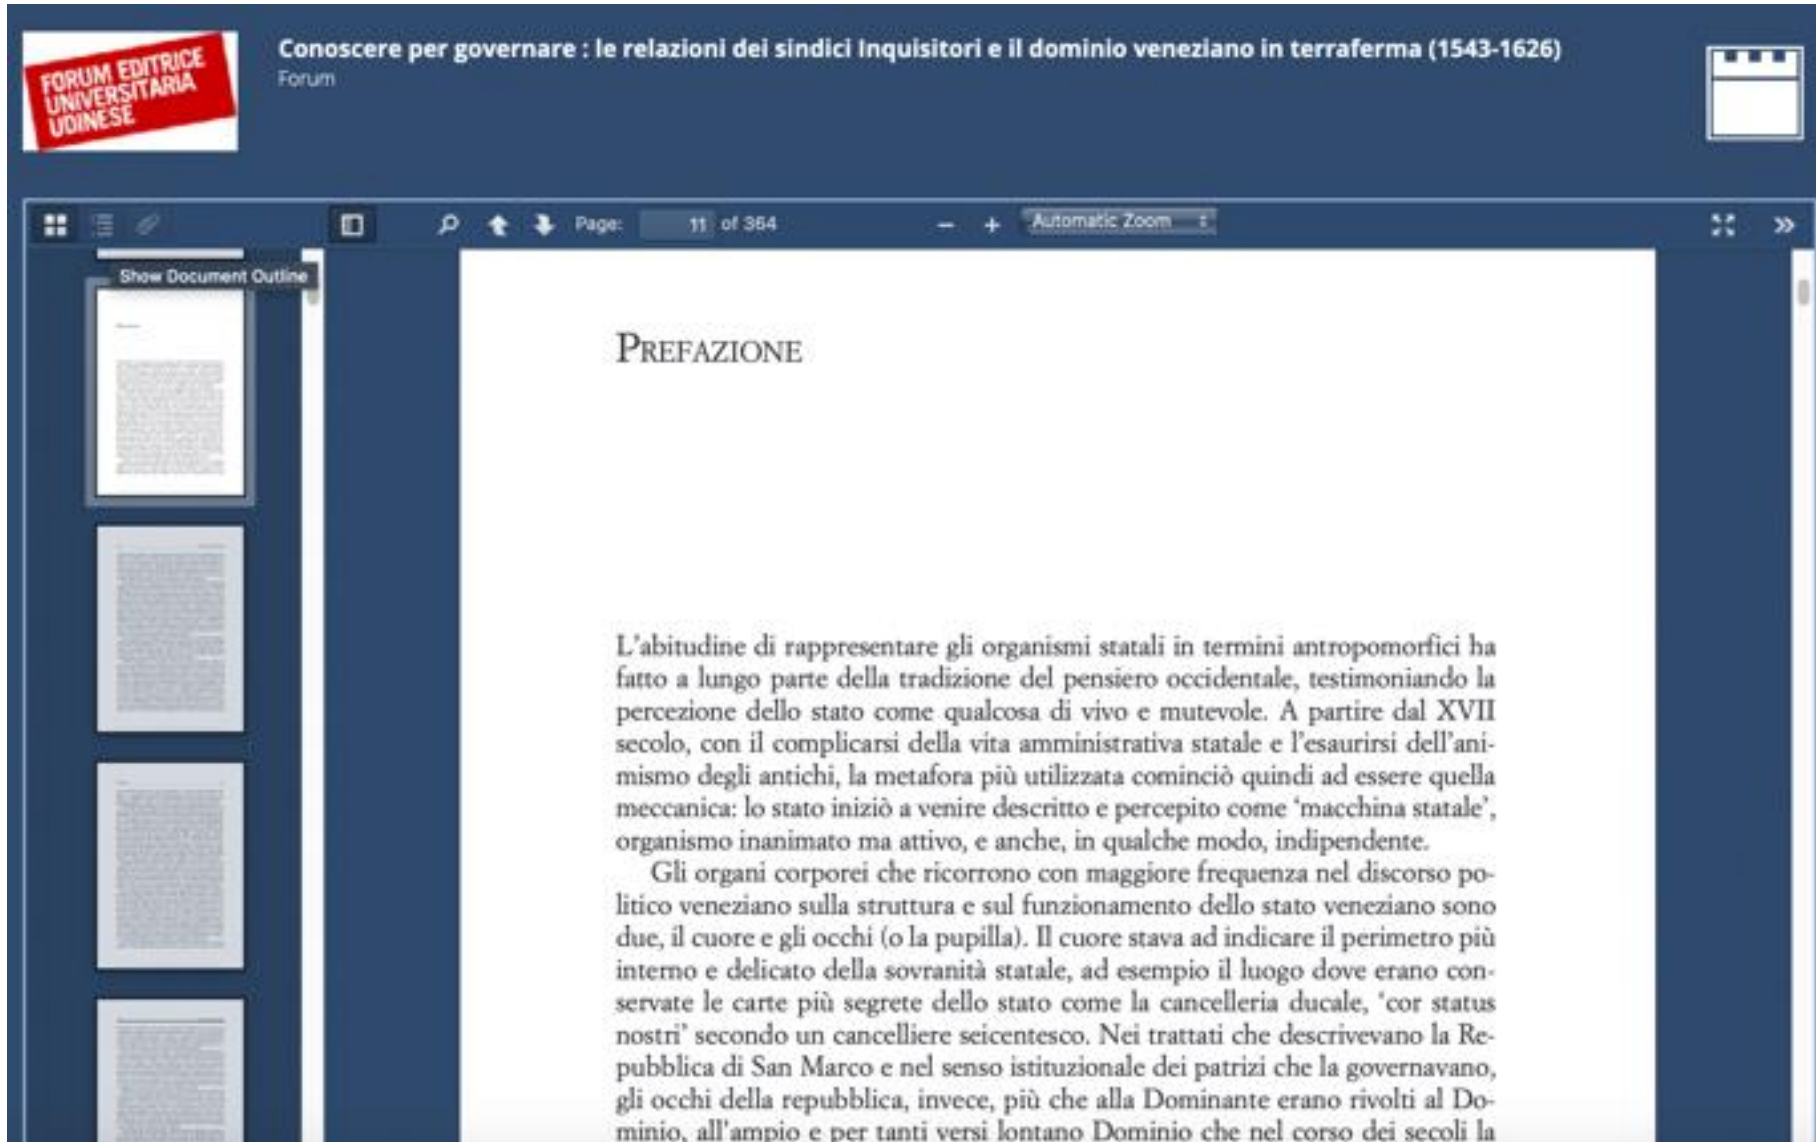 FORUM EDITRICE
UNIVERSITARIA
UDINESE
Conoscere per governare : le relazioni dei sindici Inquisitori e il dominio veneziano in terraferma (1543-1626)
Forum
Page: 11 of 364
Automatic Zoom
Show Document Outline
PREFAZIONE
L'abitudine di rappresentare gli organismi statali in termini antropomorfici ha
fatto a lungo parte della tradizione del pensiero occidentale, testimoniando la
percezione dello stato come qualcosa di vivo e mutevole. A partire dal XVII
secolo, con il complicarsi della vita amministrativa statale e l'esaurirsi dell'ani-
mismo degli antichi, la metafora più utilizzata cominciò quindi ad essere quella
meccanica: lo stato iniziò a venire descritto e percepito come 'macchina statale',
organismo inanimato ma attivo, e anche, in qualche modo, indipendente.
Gli organi corporei che ricorrono con maggiore frequenza nel discorso po-
litico veneziano sulla struttura e sul funzionamento dello stato veneziano sono
due, il cuore e gli occhi (o la pupilla). Il cuore stava ad indicare il perimetro più
interno e delicato della sovranità statale, ad esempio il luogo dove erano con-
servate le carte più segrete dello stato come la cancelleria ducale, 'cor status
nostri' secondo un cancelliere seicentesco. Nei trattati che descrivevano la Re-
pubblica di San Marco e nel senso istituzionale dei patrizi che la governavano,
gli occhi della repubblica, invece, più che alla Dominante erano rivolti al Do-
minio, all'ampio e per tanti versi lontano Dominio che nel corso dei secoli la